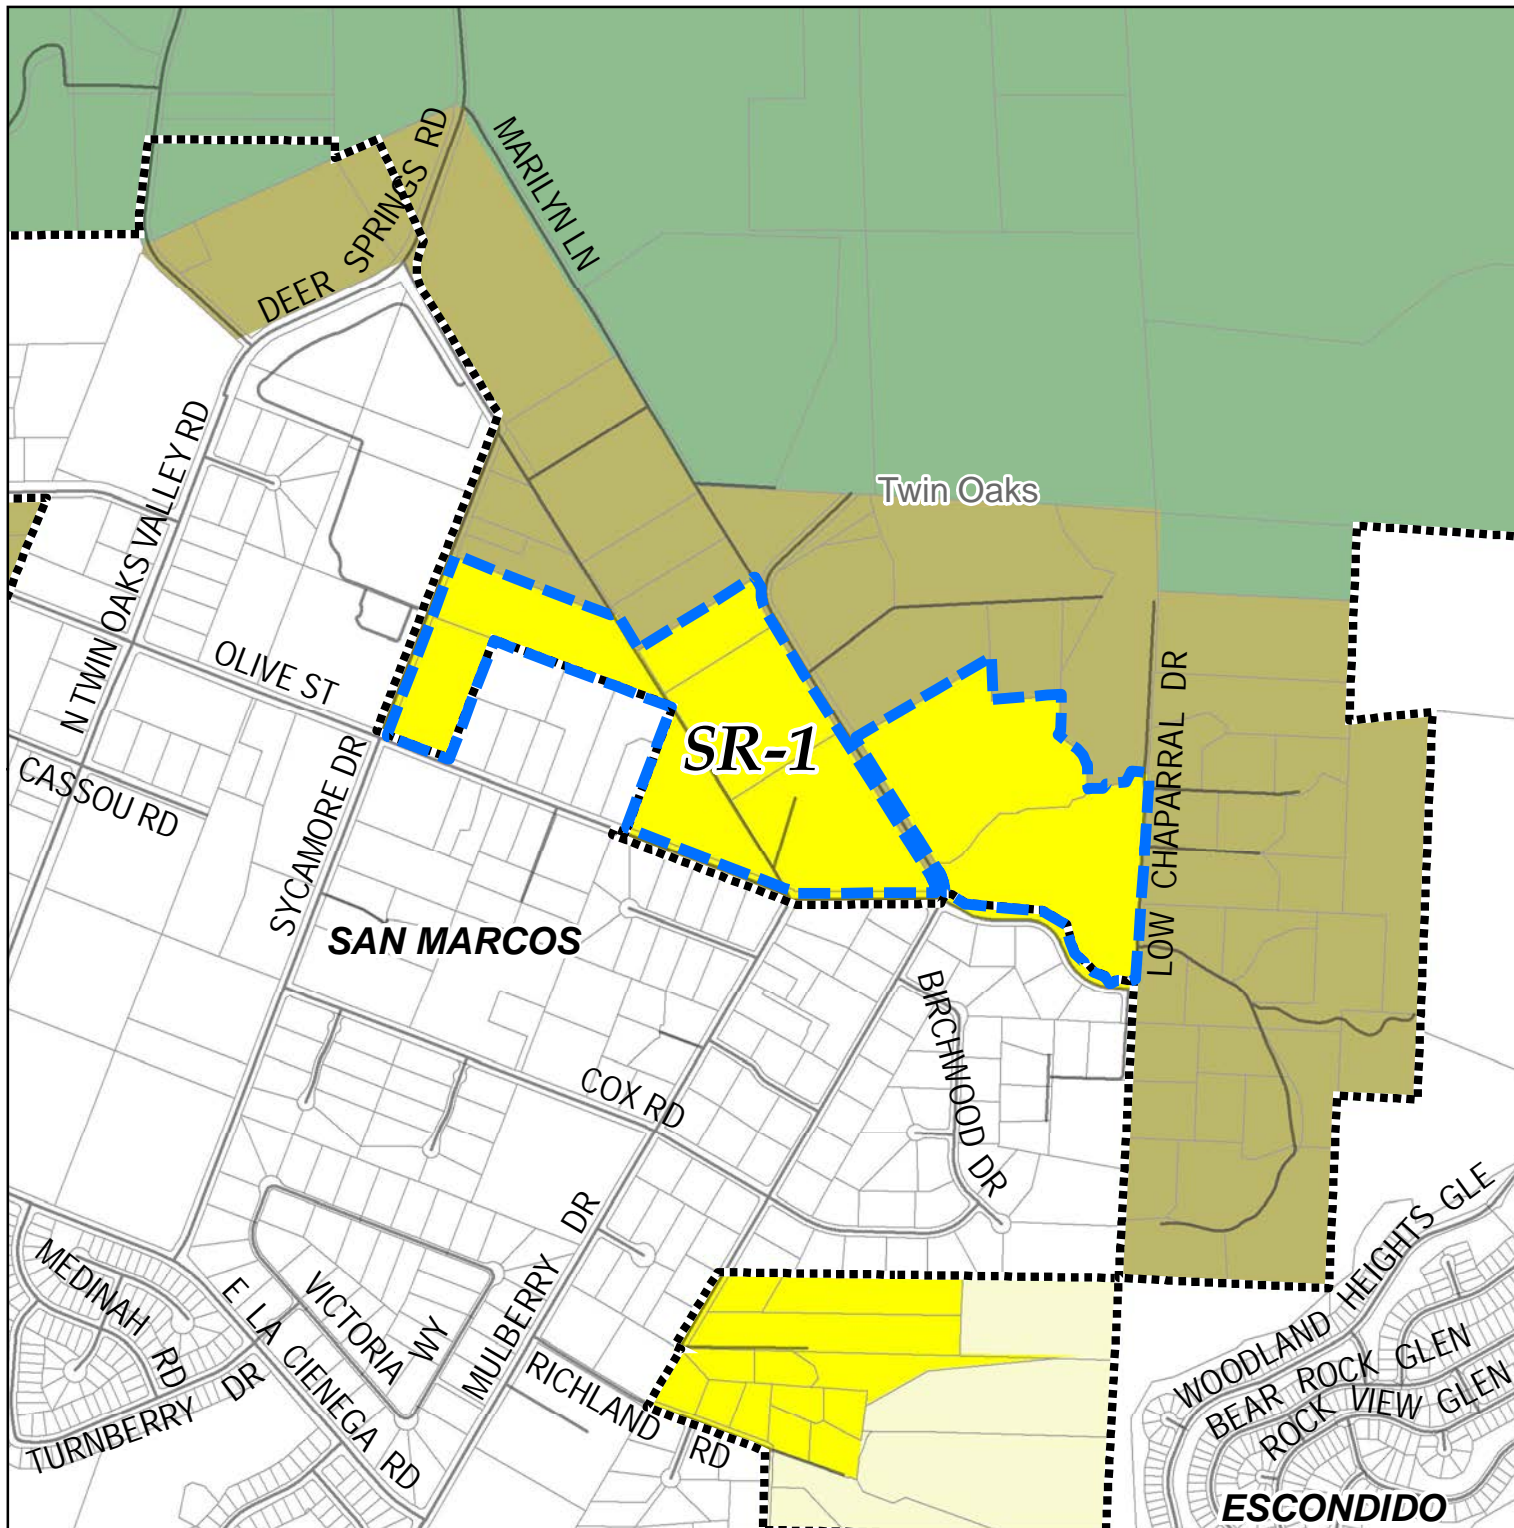 MARILYN LN
DEER SPRINGS RD
Twin Oaks
N TWIN OAKS VALLEY RD
OLIVE ST
SR-1
LOW CHAPARRAL DR
CASSOU RD
SYCAMORE DR
SAN MARCOS
BIRCHWOOD DR
COX RD
MEDINAH RD
E LA CIENEGA RD
VICTORIA WY
MULBERRY DR
RICHLAND RD
TURNBERRY DR
WOODLAND HEIGHTS GLE
BEAR ROCK GLEN
ROCK VIEW GLEN
ESCONDIDO